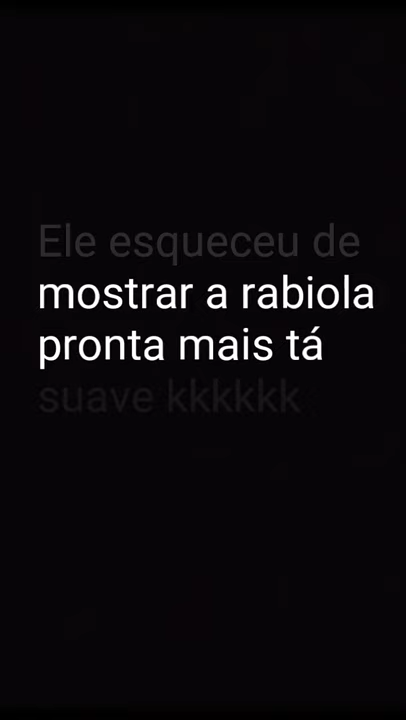 Ele esqueceu de
mostrar a rabiola
pronta mais tá
suave kkkkkk